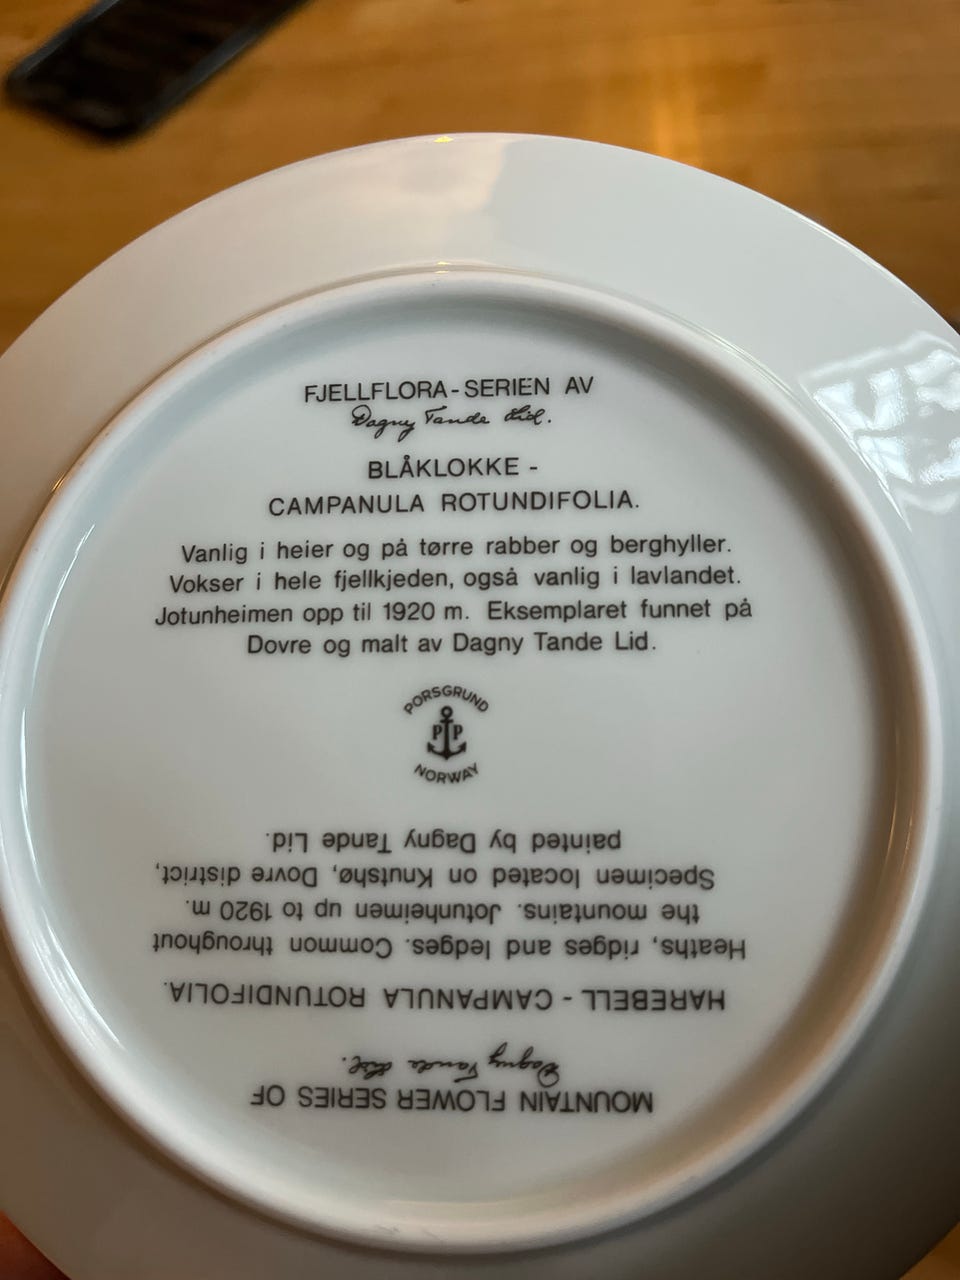 FJELLFLORA-SERIEN AV
Dagny Tande Lid.
BLÅKLOKKE -
CAMPANULA ROTUNDIFOLIA.
Vanlig i heier og på tørre rabber og berghyller.
Vokser i hele fjellkjeden, også vanlig i lavlandet.
Jotunheimen opp til 1920 m. Eksemplaret funnet på
Dovre og malt av Dagny Tande Lid.
PORSGRUND
PP
NORWAY
MOUNTAIN FLOWER SERIES OF
Dagny Tande Lid.
HAREBELL - CAMPANULA ROTUNDIFOLIA.
Heaths, ridges and ledges. Common throughout
the mountains. Jotunheimen up to 1920 m.
Specimen located on Knutshø, Dovre district,
painted by Dagny Tande Lid.